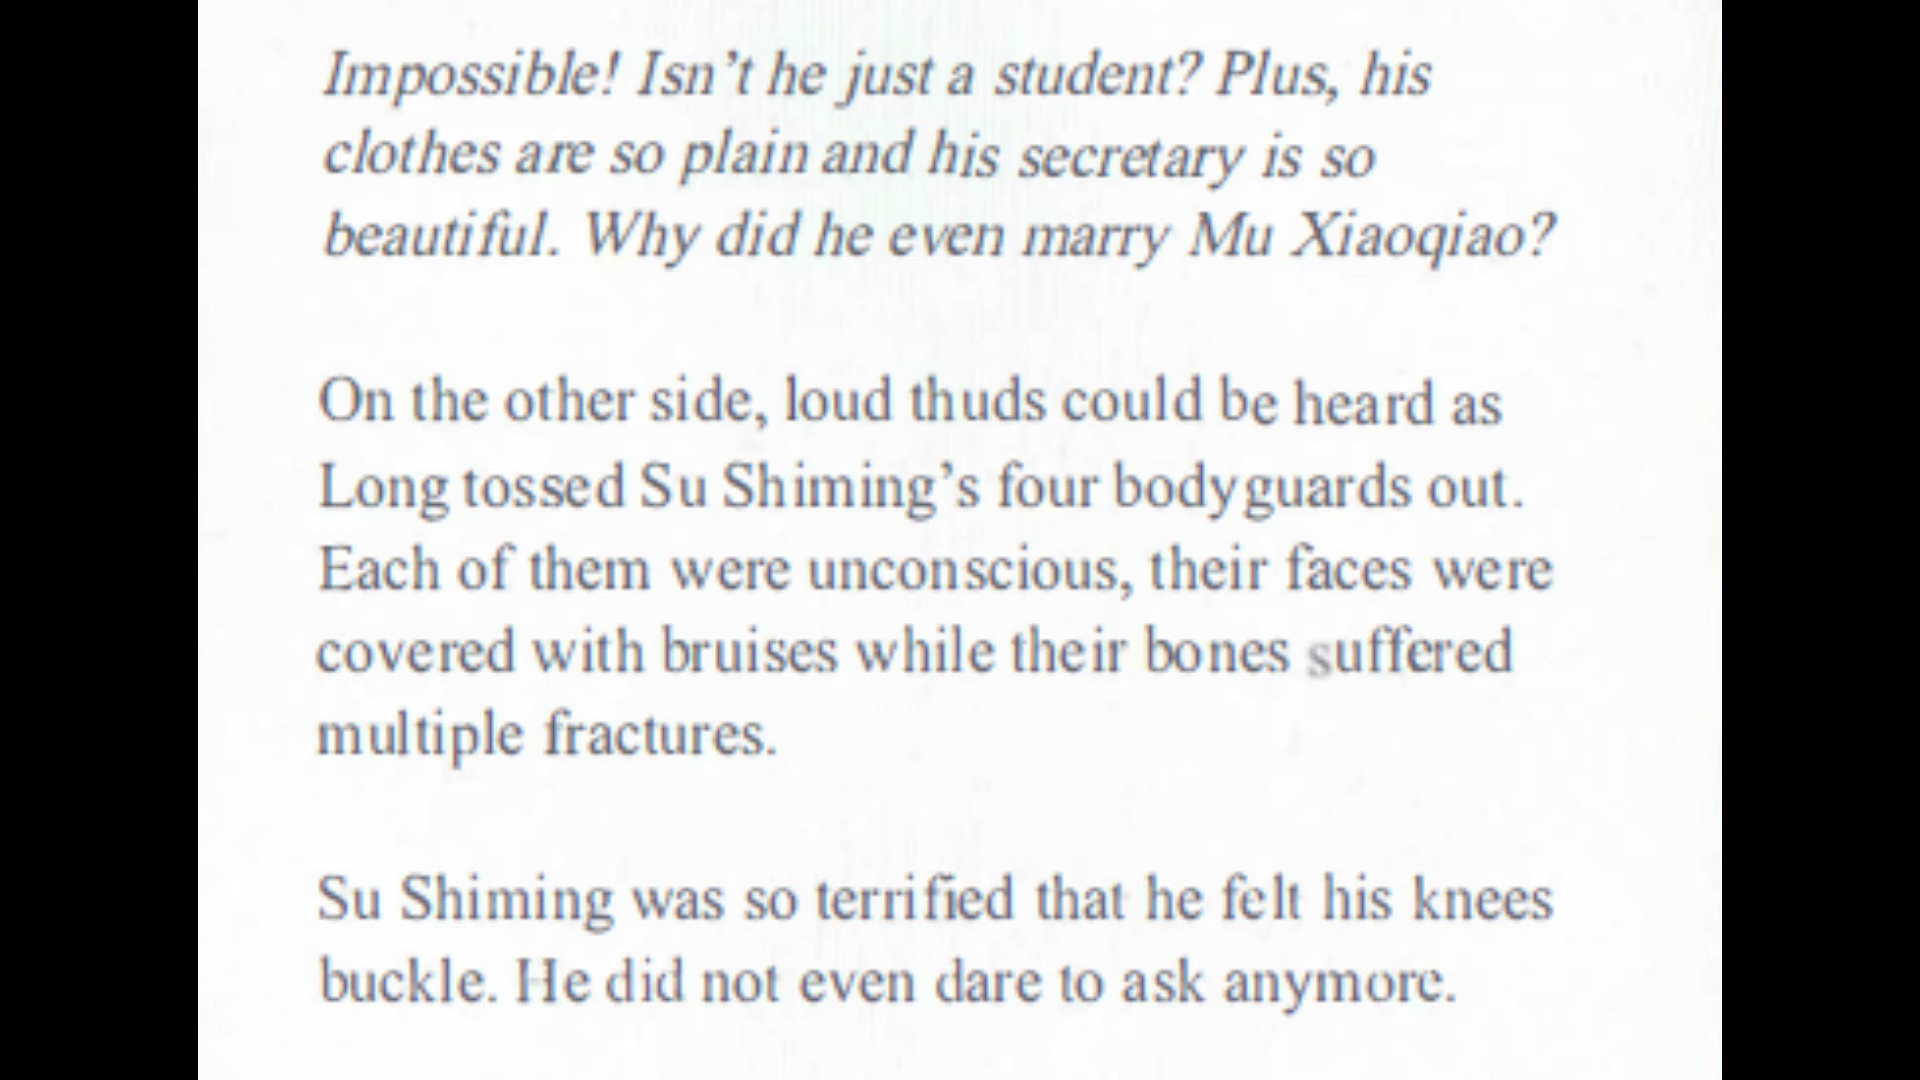 Impossible! Isn't he just a student? Plus, his
clothes are so plain and his secretary is so
beautiful. Why did he even marry Mu Xiaoqiao?
On the other side, loud thuds could be heard as
Long tossed Su Shiming's four bodyguards out.
Each of them were unconscious, their faces were
covered with bruises while their bones suffered
multiple fractures.
Su Shiming was so terrified that he felt his knees
buckle. He did not even dare to ask anymore.